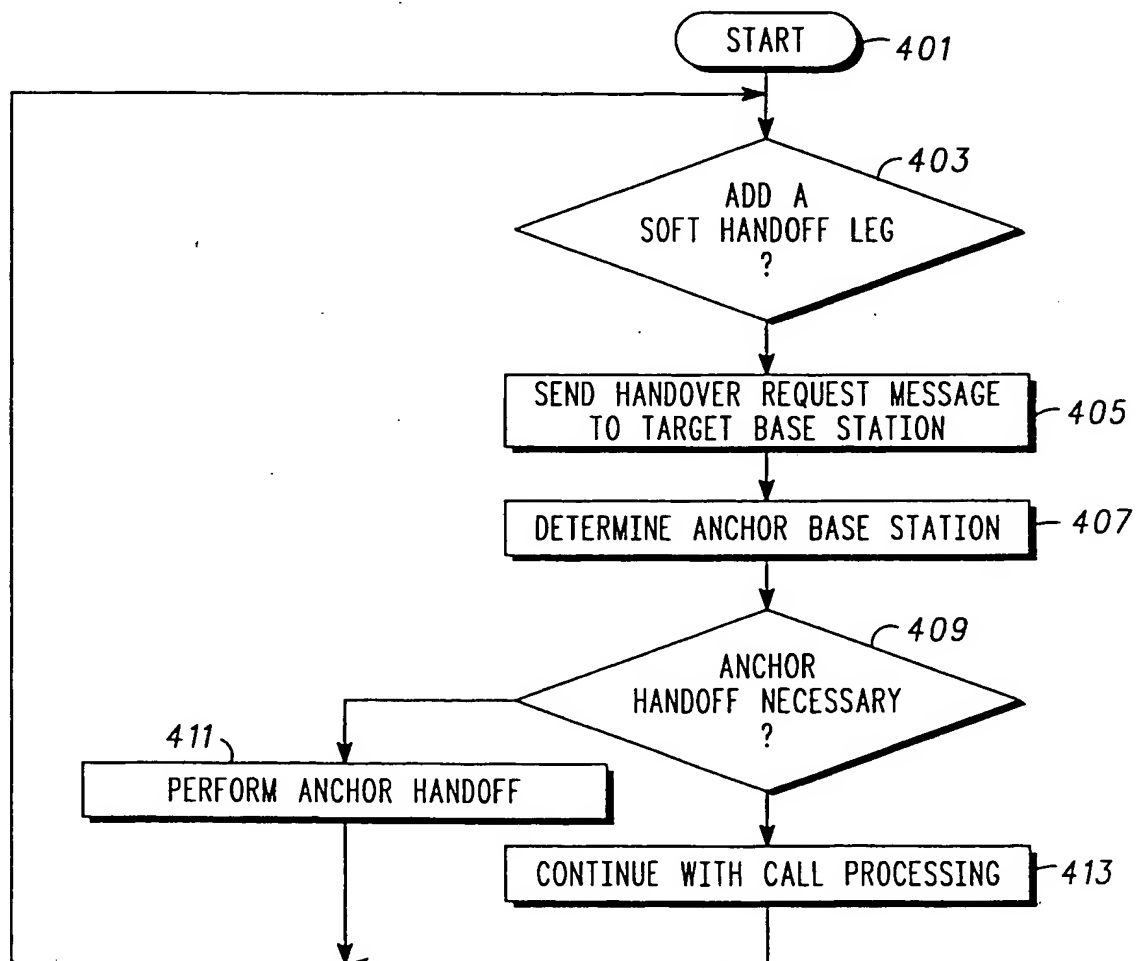 START
401
403
ADD A
SOFT HANDOFF LEG
?
SEND HANDOVER REQUEST MESSAGE
TO TARGET BASE STATION
405
DETERMINE ANCHOR BASE STATION
407
409
ANCHOR
HANDOFF NECESSARY
?
411
PERFORM ANCHOR HANDOFF
CONTINUE WITH CALL PROCESSING
413